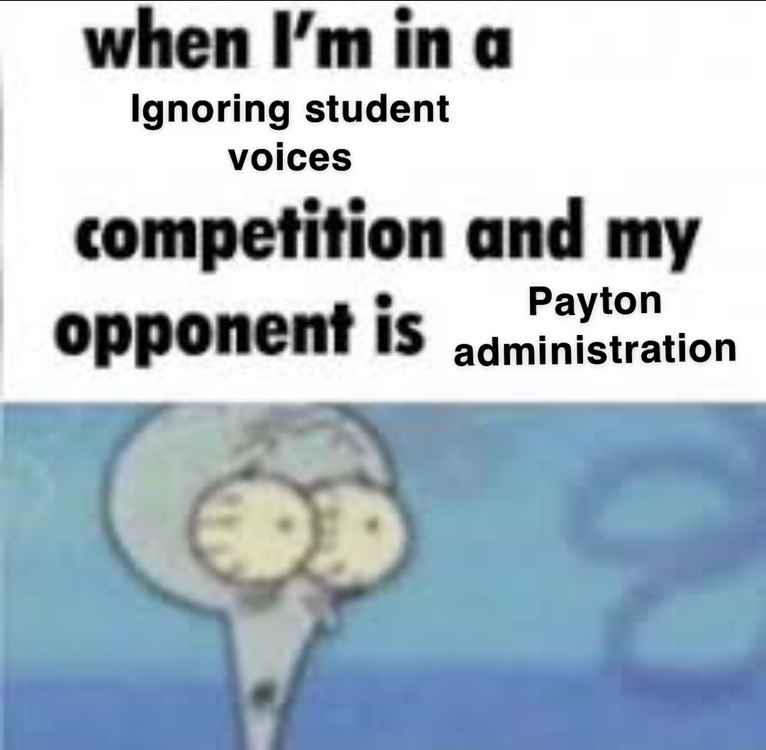 when I'm in a
Ignoring student
voices
competition and my
opponent is
Payton
administration